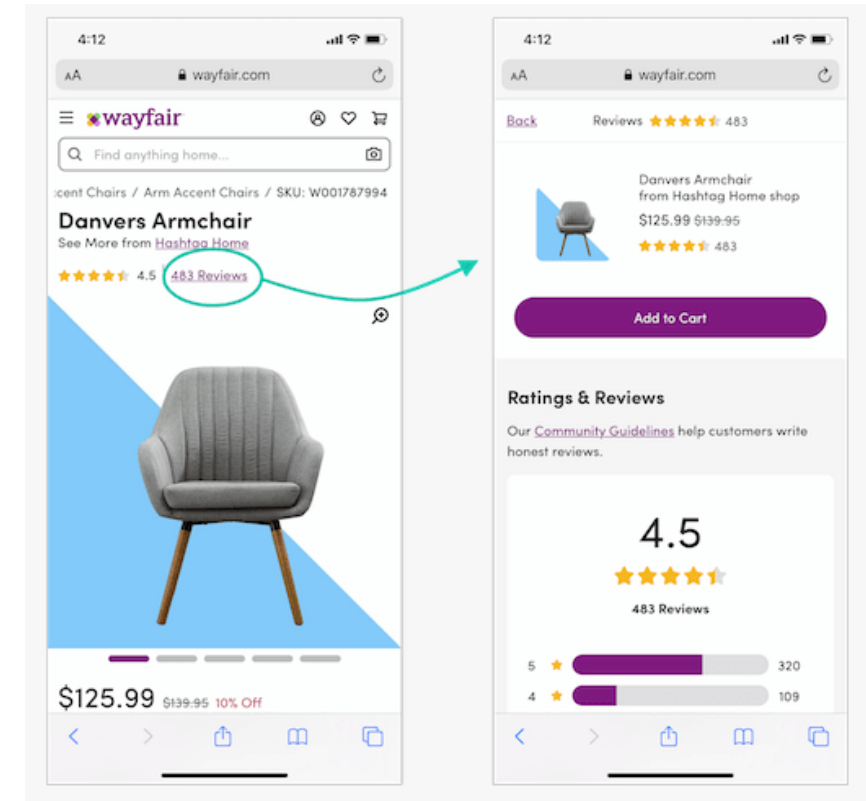 4:12
AA wayfair.com
wayfair
Find anything home...
ccent Chairs / Arm Accent Chairs / SKU: W001787994
Danvers Armchair
See More from Hashtag Home
4.5 483 Reviews
$125.99 $139.95 10% Off
4:12
AA wayfair.com
Back Reviews 483
Danvers Armchair
from Hashtag Home shop
$125.99 $139.95
483
Add to Cart
Ratings & Reviews
Our Community Guidelines help customers write
honest reviews.
4.5
483 Reviews
5 320
4 109